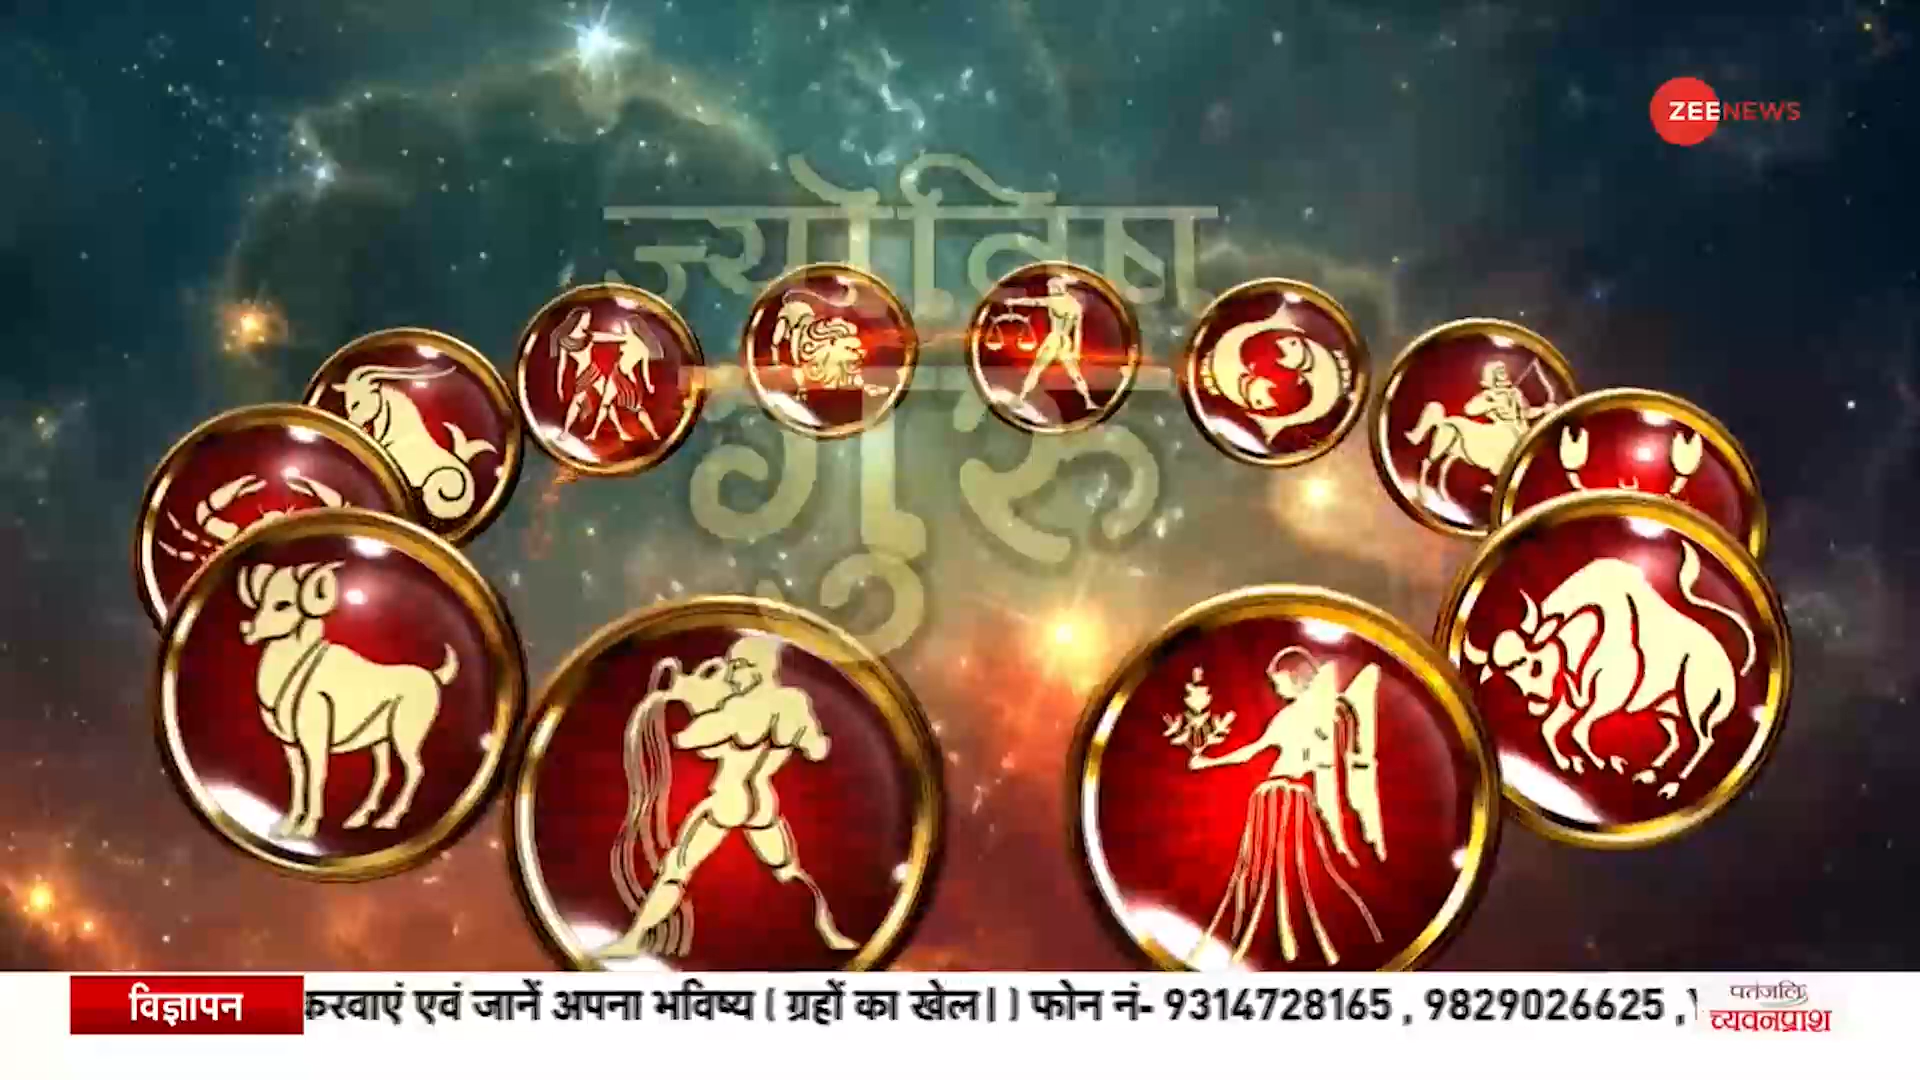 ZEENEWS
ज्योतिष
गुरु
विज्ञापन
करवाएं एवं जानें अपना भविष्य ( ग्रहों का खेल| ) फोन नं- 9314728165 , 9829026625 ,
पतंजलि
च्यवनप्राश